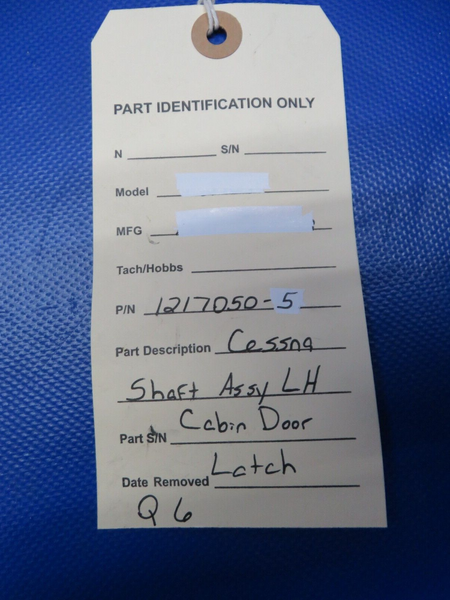 PART IDENTIFICATION ONLY
N S/N
Model
MFG
Tach/Hobbs
P/N 1217050-5
Part Description Cessna
Shaft Assy LH
Part S/N Cabin Door
Date Removed Latch
Q 6